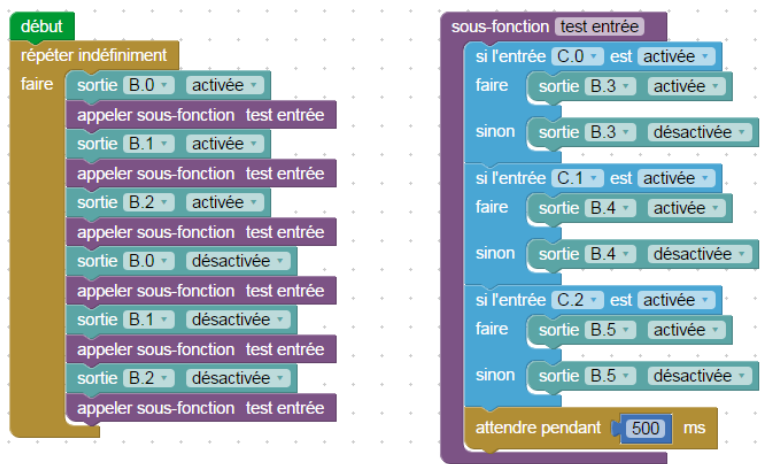 début
répéter indéfiniment
faire sortie B.0 activée
appeler sous-fonction test entrée
sortie B.1 activée
appeler sous-fonction test entrée
sortie B.2 activée
appeler sous-fonction test entrée
sortie B.0 désactivée
appeler sous-fonction test entrée
sortie B.1 désactivée
appeler sous-fonction test entrée
sortie B.2 désactivée
appeler sous-fonction test entrée
sous-fonction test entrée
si l'entrée C.0 est activée
faire sortie B.3 activée
sinon sortie B.3 désactivée
si l'entrée C.1 est activée
faire sortie B.4 activée
sinon sortie B.4 désactivée
si l'entrée C.2 est activée
faire sortie B.5 activée
sinon sortie B.5 désactivée
attendre pendant 500 ms